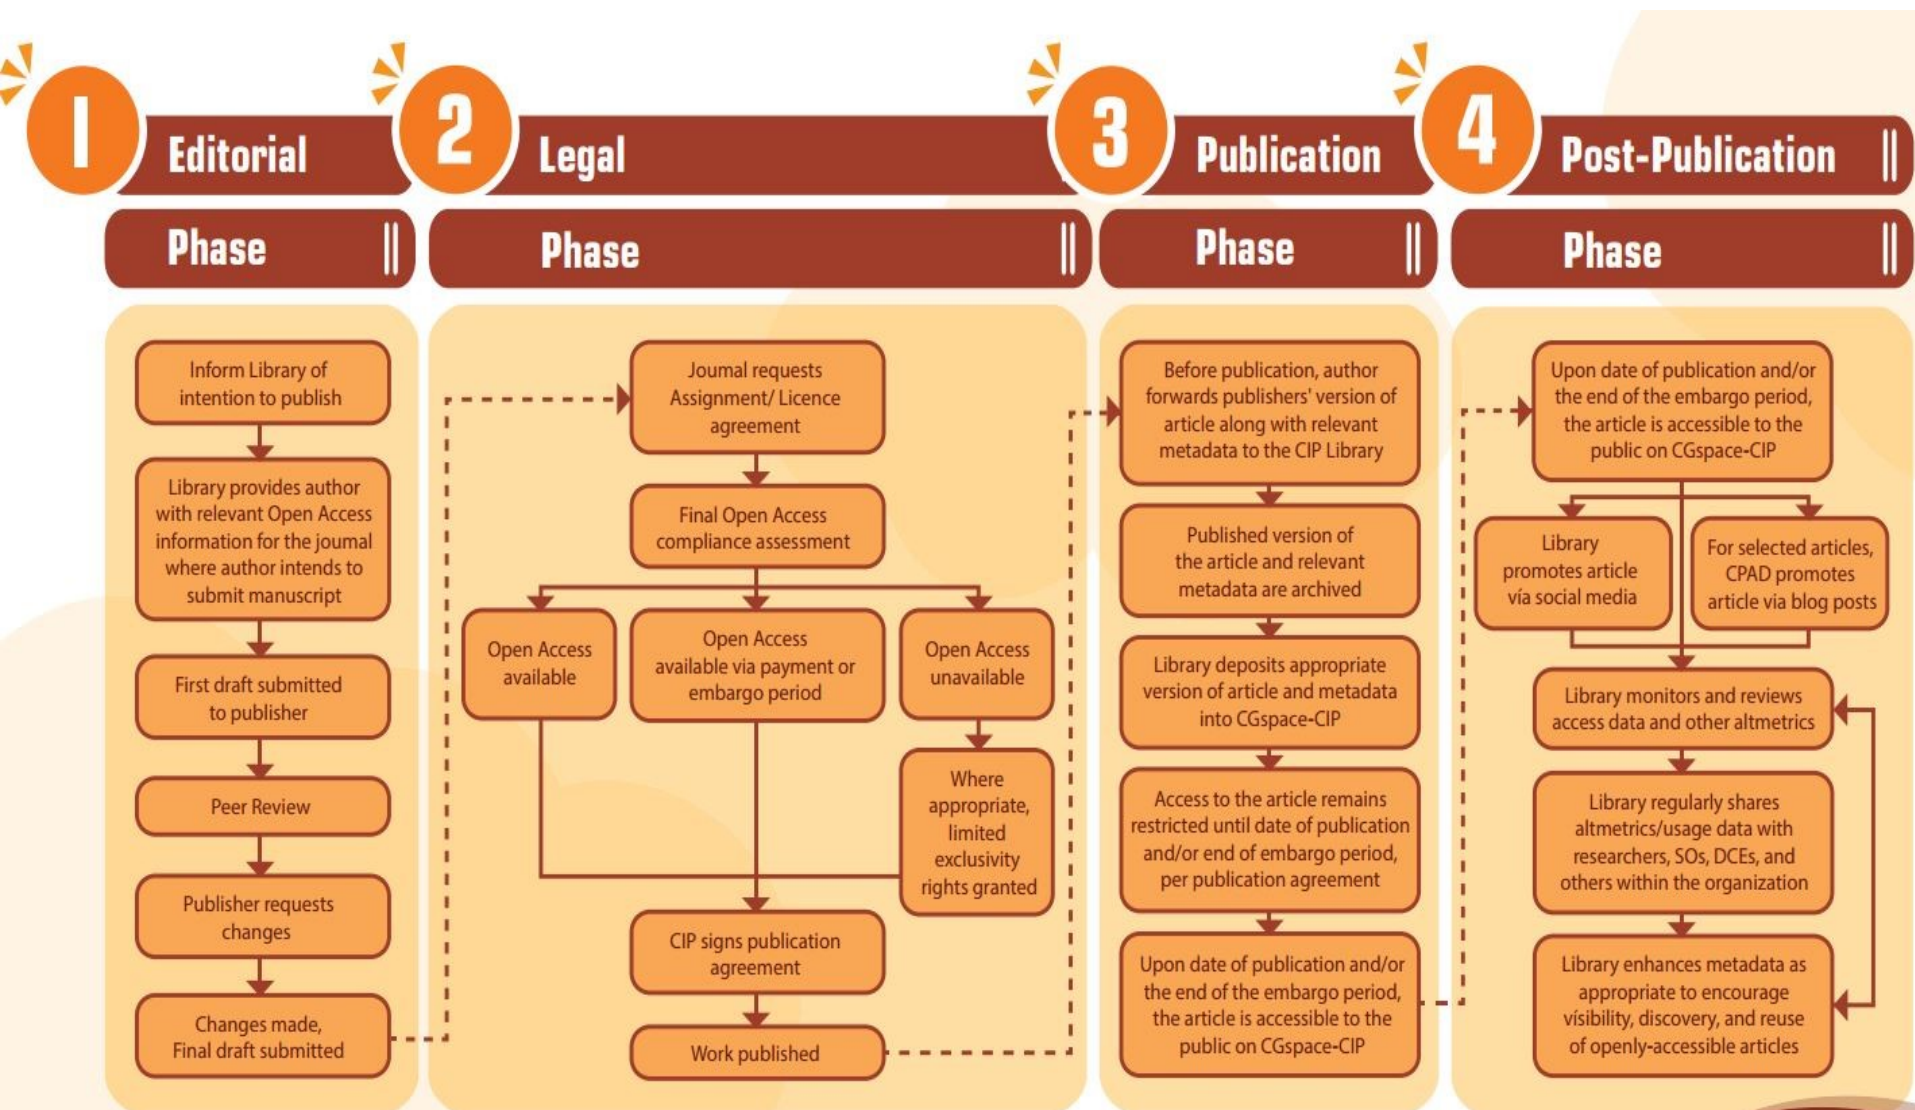 1
Editorial
Phase
Inform Library of
intention to publish
Library provides author
with relevant Open Access
information for the journal
where author intends to
submit manuscript
First draft submitted
to publisher
Peer Review
Publisher requests
changes
Changes made,
Final draft submitted
2
Legal
Phase
Journal requests
Assignment/ Licence
agreement
Final Open Access
compliance assessment
Open Access
available
Open Access
available via payment or
embargo period
Open Access
unavailable
Where
appropriate,
limited
exclusivity
rights granted
CIP signs publication
agreement
Work published
3
Publication
Phase
Before publication, author
forwards publishers' version of
article along with relevant
metadata to the CIP Library
Published version of
the article and relevant
metadata are archived
Library deposits appropriate
version of article and metadata
into CGspace-CIP
Access to the article remains
restricted until date of publication
and/or end of embargo period,
per publication agreement
Upon date of publication and/or
the end of the embargo period,
the article is accessible to the
public on CGspace-CIP
4
Post-Publication
Phase
Upon date of publication and/or
the end of the embargo period,
the article is accessible to the
public on CGspace-CIP
Library
promotes article
vía social media
For selected articles,
CPAD promotes
article via blog posts
Library monitors and reviews
access data and other altmetrics
Library regularly shares
altmetrics/usage data with
researchers, SOs, DCEs, and
others within the organization
Library enhances metadata as
appropriate to encourage
vísibility, discovery, and reuse
of openly-accessible articles